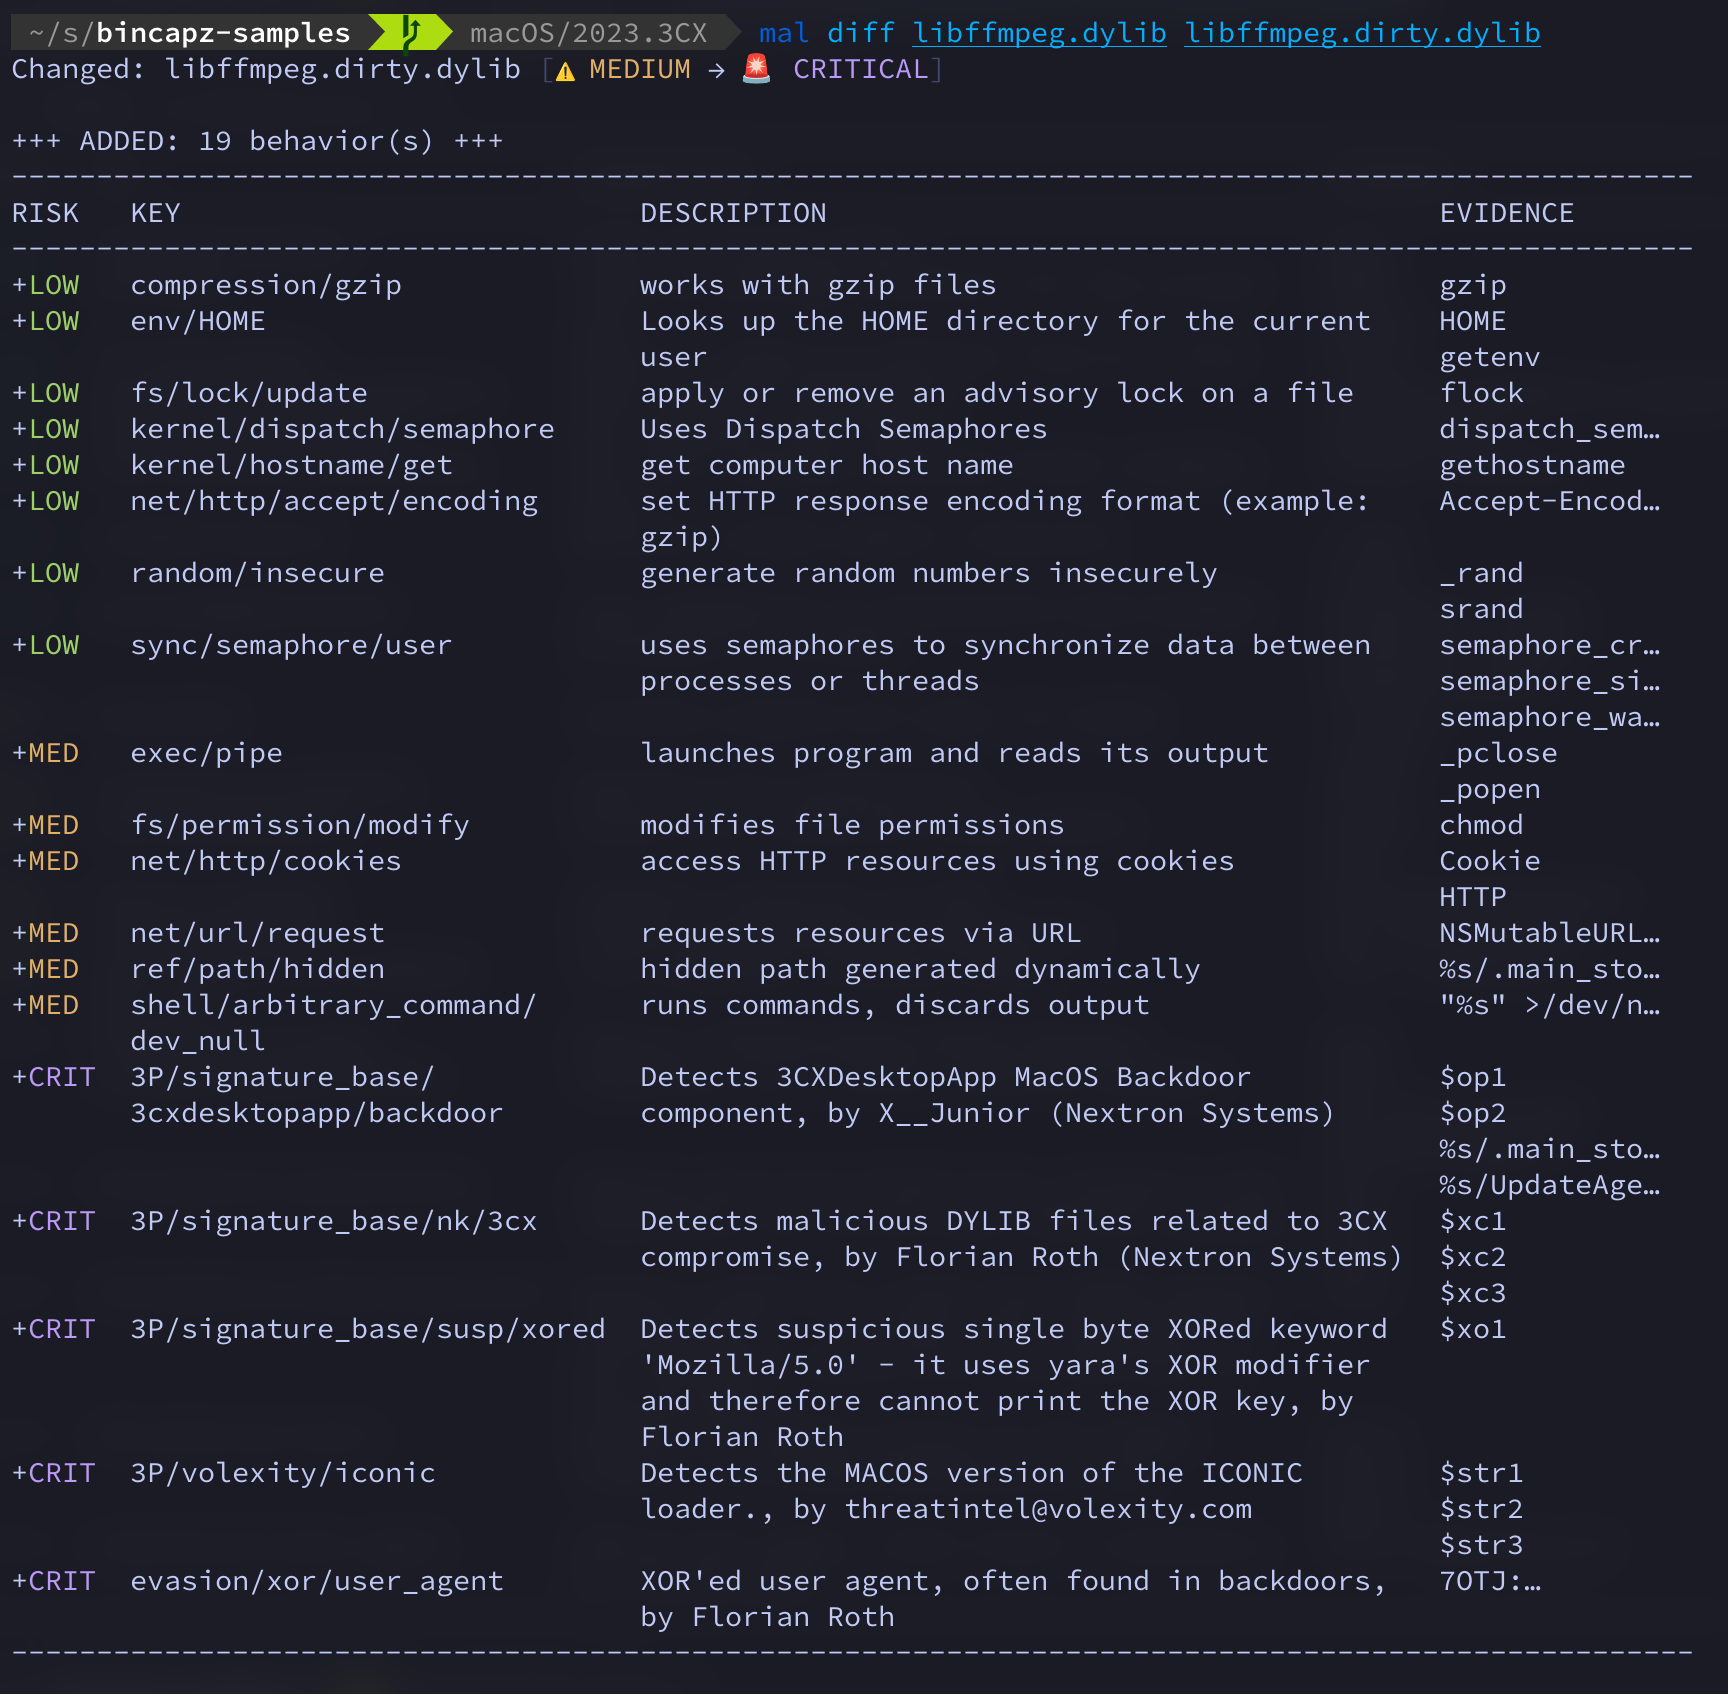 ~/s/bincapz-samples macOS/2023.3CX mal diff libffmpeg.dylib libffmpeg.dirty.dylib
Changed: libffmpeg.dirty.dylib [⚠️ MEDIUM → 🚨 CRITICAL]
+++ ADDED: 19 behavior(s) +++
---------------------------------------------------------------------------------------------------
RISK KEY DESCRIPTION EVIDENCE
---------------------------------------------------------------------------------------------------
+LOW compression/gzip works with gzip files gzip
+LOW env/HOME Looks up the HOME directory for the current HOME
user getenv
+LOW fs/lock/update apply or remove an advisory lock on a file flock
+LOW kernel/dispatch/semaphore Uses Dispatch Semaphores dispatch_sem…
+LOW kernel/hostname/get get computer host name gethostname
+LOW net/http/accept/encoding set HTTP response encoding format (example: Accept-Encod…
gzip)
+LOW random/insecure generate random numbers insecurely _rand
srand
+LOW sync/semaphore/user uses semaphores to synchronize data between semaphore_cr…
processes or threads semaphore_si…
semaphore_wa…
+MED exec/pipe launches program and reads its output _pclose
_popen
+MED fs/permission/modify modifies file permissions chmod
+MED net/http/cookies access HTTP resources using cookies Cookie
HTTP
+MED net/url/request requests resources via URL NSMutableURL…
+MED ref/path/hidden hidden path generated dynamically %s/.main_sto…
+MED shell/arbitrary_command/ runs commands, discards output "%s" >/dev/n…
dev_null
+CRIT 3P/signature_base/ Detects 3CXDesktopApp MacOS Backdoor $op1
3cxdesktopapp/backdoor component, by X__Junior (Nextron Systems) $op2
%s/.main_sto…
%s/UpdateAge…
+CRIT 3P/signature_base/nk/3cx Detects malicious DYLIB files related to 3CX $xc1
compromise, by Florian Roth (Nextron Systems) $xc2
$xc3
+CRIT 3P/signature_base/susp/xored Detects suspicious single byte XORed keyword $xo1
'Mozilla/5.0' - it uses yara's XOR modifier
and therefore cannot print the XOR key, by
Florian Roth
+CRIT 3P/volexity/iconic Detects the MACOS version of the ICONIC $str1
loader., by threatintel@volexity.com $str2
$str3
+CRIT evasion/xor/user_agent XOR'ed user agent, often found in backdoors, 7OTJ:…
by Florian Roth
---------------------------------------------------------------------------------------------------